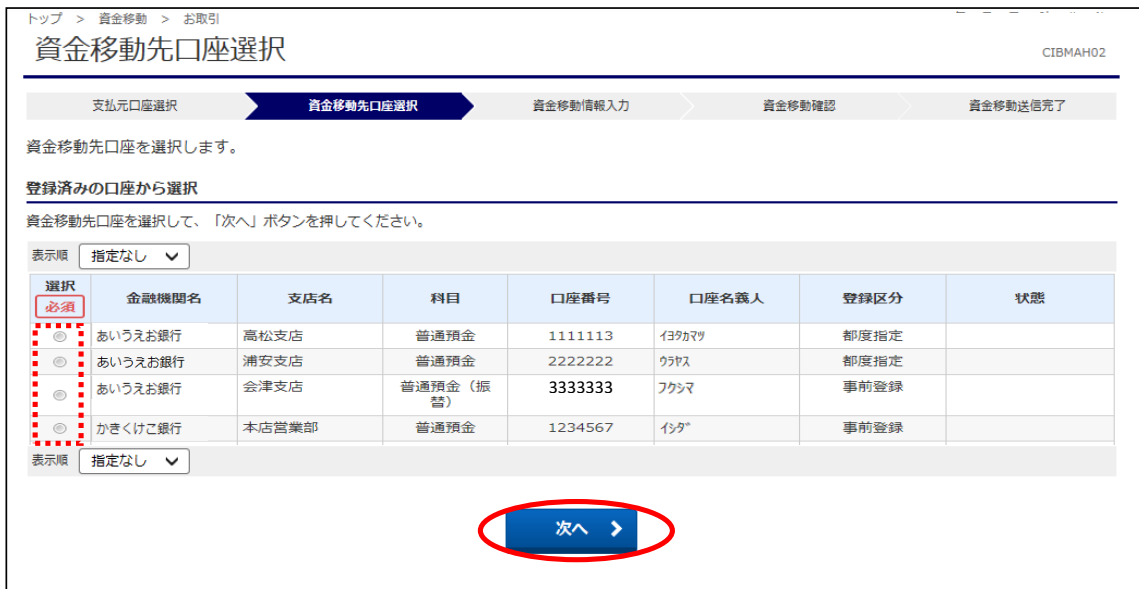 トップ > 資金移動 > お取引
資金移動先口座選択
CIBMAH02
支払元口座選択 資金移動先口座選択 資金移動情報入力 資金移動確認 資金移動送信完了
資金移動先口座を選択します。
登録済みの口座から選択
資金移動先口座を選択して、「次へ」ボタンを押してください。
表示順 指定なし
選択 必須 金融機関名 支店名 科目 口座番号 口座名義人 登録区分 状態
あいうえお銀行 高松支店 普通預金 1111113 ｲﾖﾀｶﾏﾂ 都度指定
あいうえお銀行 浦安支店 普通預金 2222222 ｳﾗﾔｽ 都度指定
あいうえお銀行 会津支店 普通預金（振替） 3333333 ﾌｸｼﾏ 事前登録
かきくけこ銀行 本店営業部 普通預金 1234567 ｲｼﾀﾞ 事前登録
表示順 指定なし
次へ